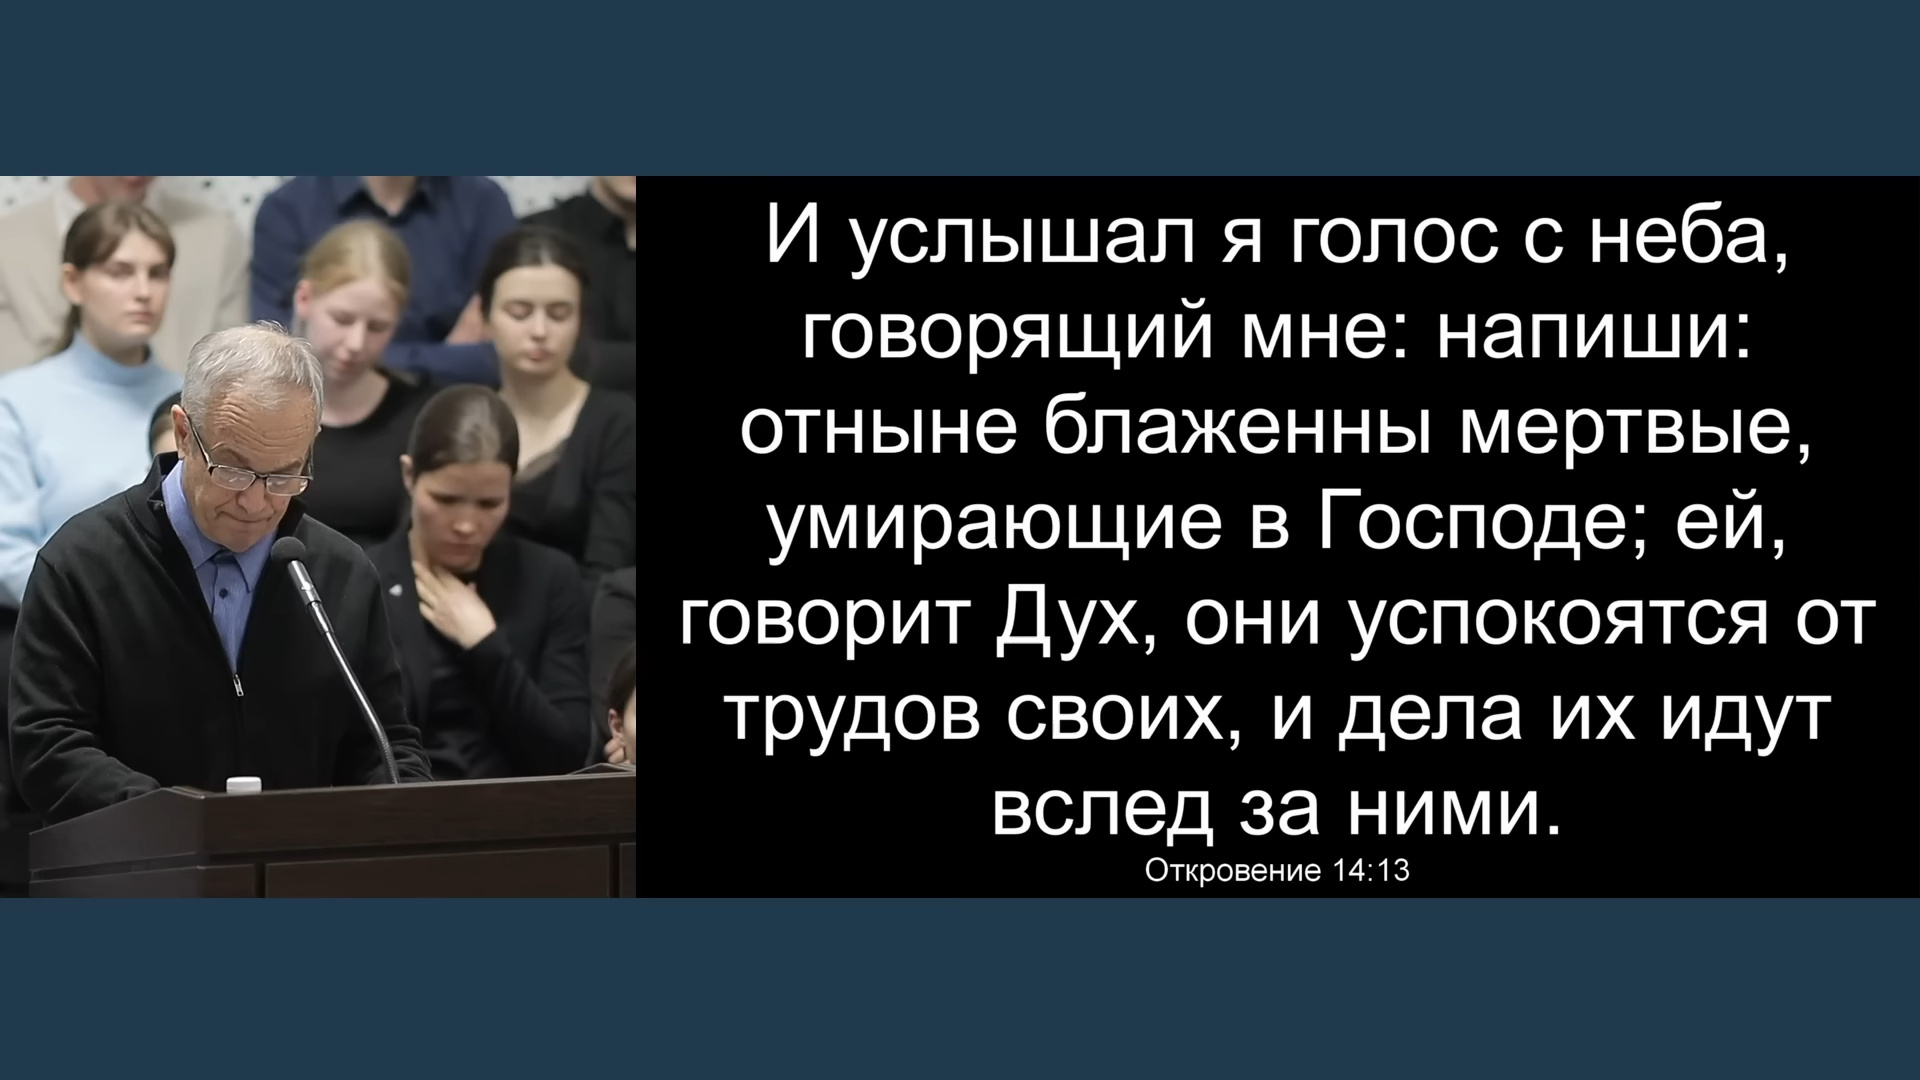 И услышал я голос с неба,
говорящий мне: напиши:
отныне блаженны мертвые,
умирающие в Господе; ей,
говорит Дух, они успокоятся от
трудов своих, и дела их идут
вслед за ними.
Откровение 14:13